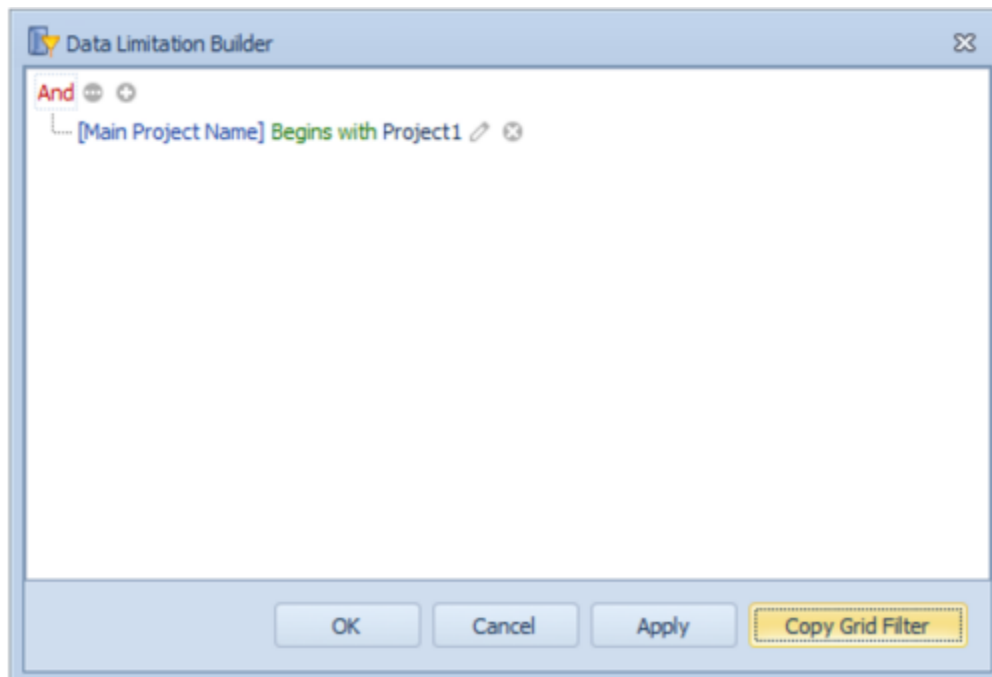 Data Limitation Builder
And
[Main Project Name] Begins with Project1
OK Cancel Apply Copy Grid Filter